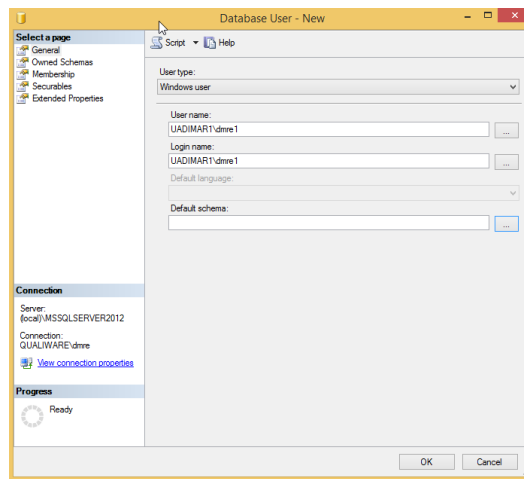 Database User - New
Select a page
General
Owned Schemas
Membership
Securables
Extended Properties
Script
Help
User type:
Windows user
User name:
UADIMAR1\dmre1
...
Login name:
UADIMAR1\dmre1
...
Default language:
Default schema:
...
Connection
Server:
(local)\MSSQLSERVER2012
Connection:
QUALIWARE\dmre
View connection properties
Progress
Ready
OK
Cancel